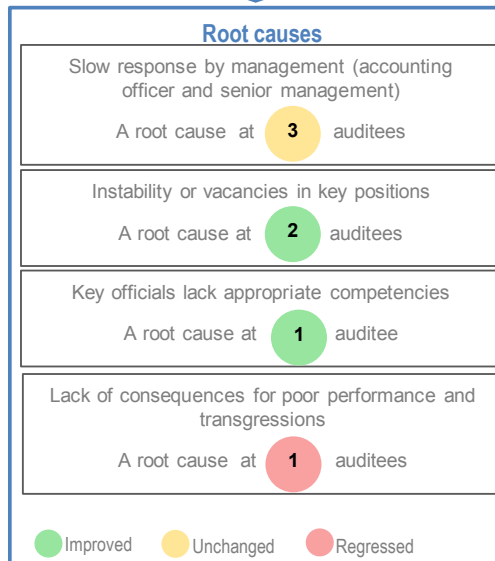 Root causes
Slow response by management (accounting
officer and senior management)
A root cause at 3 auditees
Instability or vacancies in key positions
A root cause at 2 auditees
Key officials lack appropriate competencies
A root cause at 1 auditee
Lack of consequences for poor performance and
transgressions
A root cause at 1 auditees
Improved Unchanged Regressed